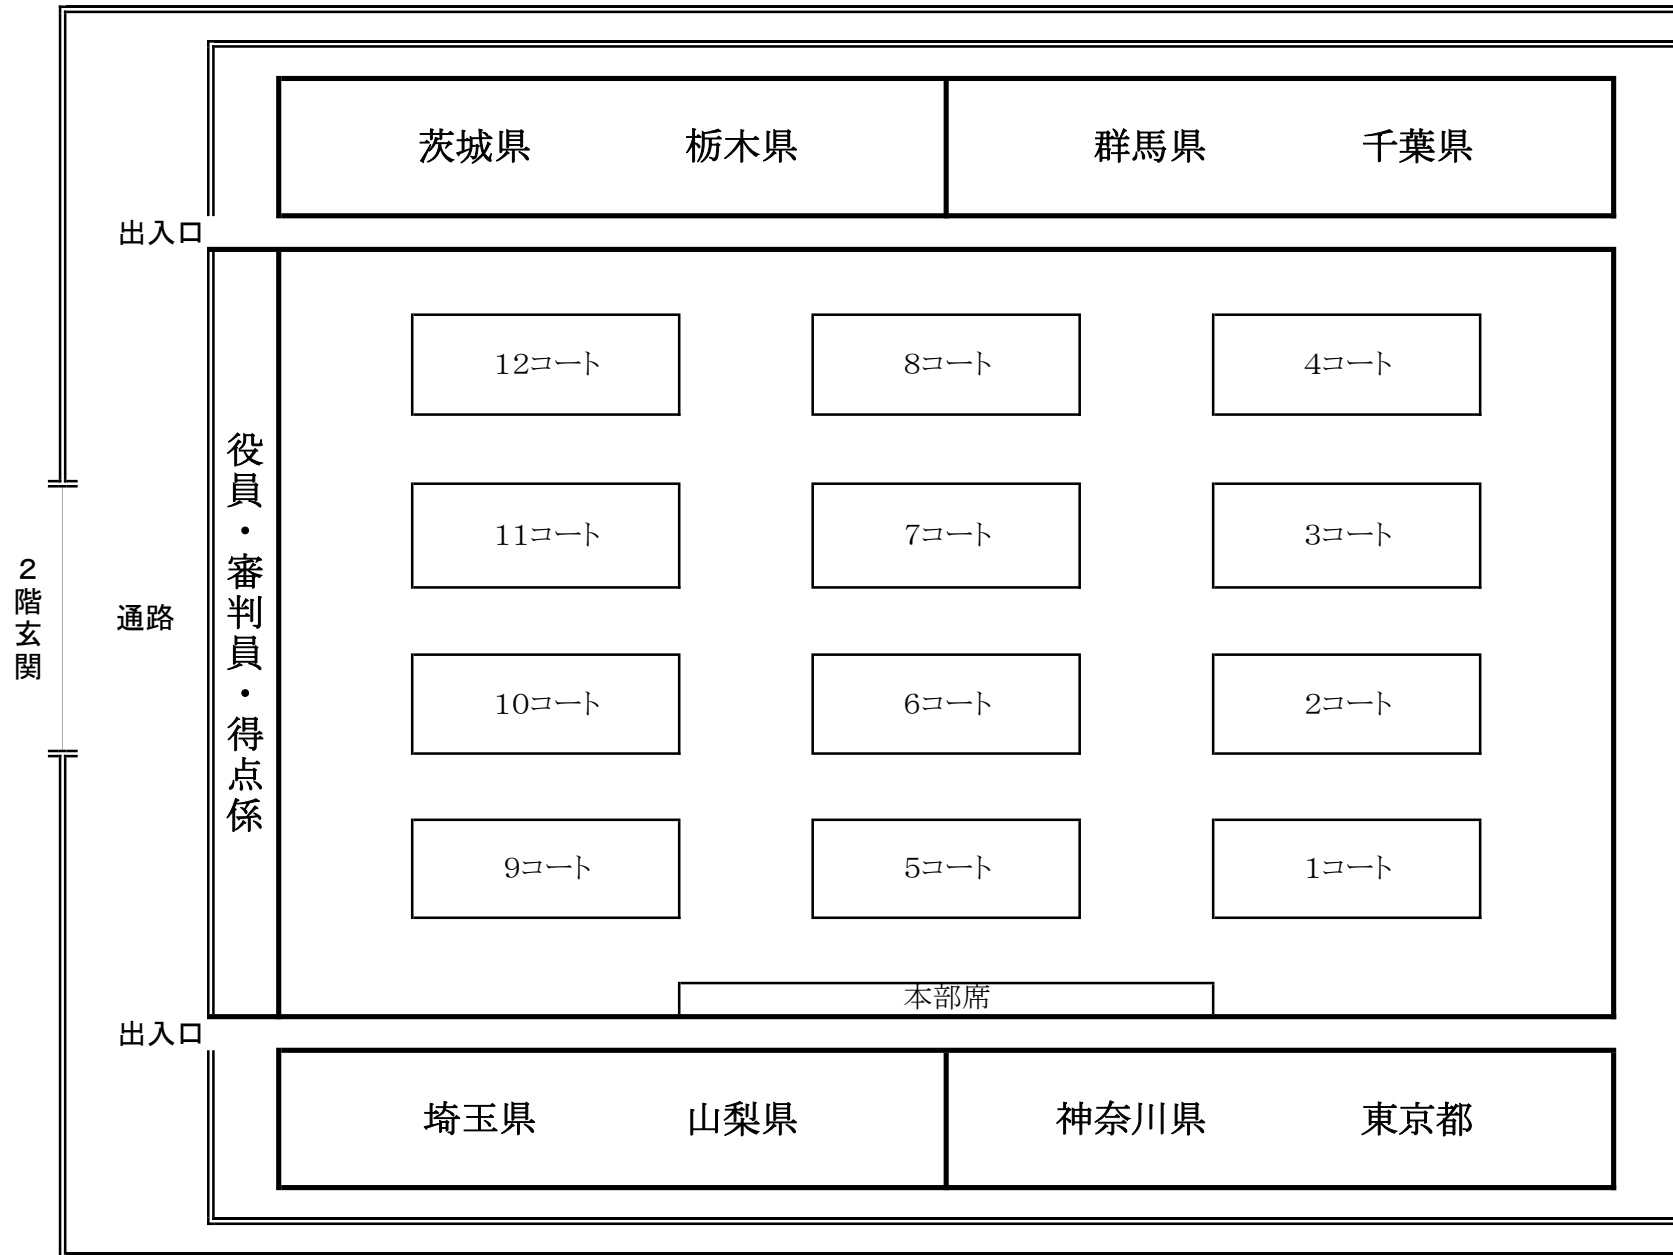 茨城県 栃木県 群馬県 千葉県
出入口
12コート 8コート 4コート
11コート 7コート 3コート
10コート 6コート 2コート
9コート 5コート 1コート
役員・審判員・得点係
2階玄関
通路
本部席
出入口
埼玉県 山梨県 神奈川県 東京都